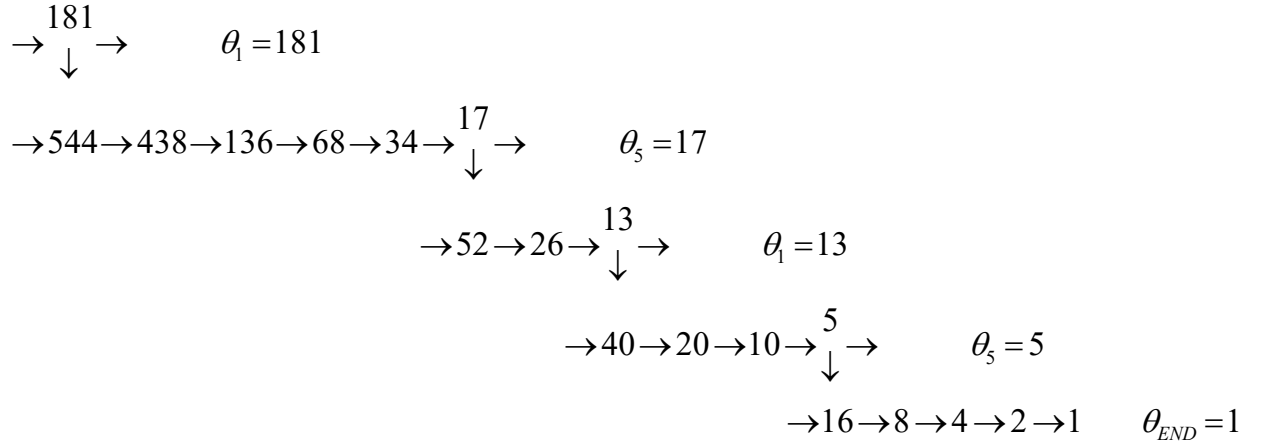 → 181 → θ₁ = 181
↓
→ 544 → 438 → 136 → 68 → 34 → 17 → θ₅ = 17
↓
→ 52 → 26 → 13 → θ₁ = 13
↓
→ 40 → 20 → 10 → 5 → θ₅ = 5
↓
→ 16 → 8 → 4 → 2 → 1 θ_END = 1